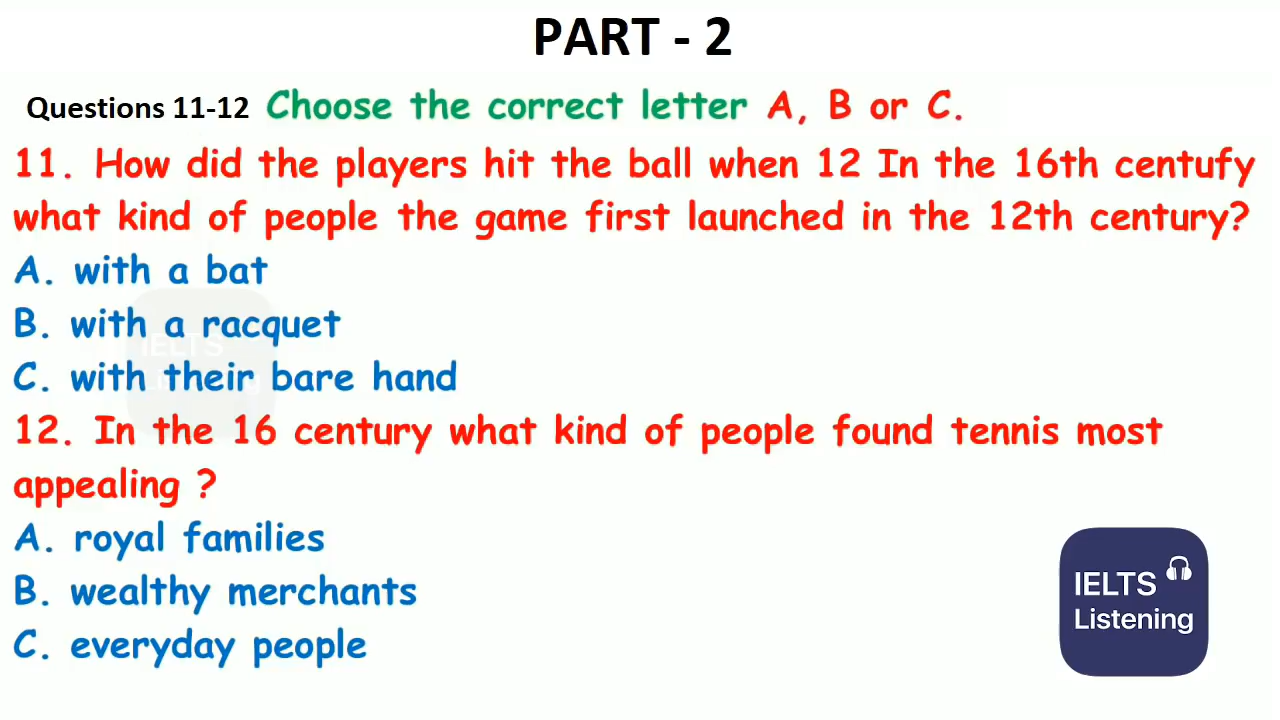 PART - 2
Questions 11-12 Choose the correct letter A, B or C.
11. How did the players hit the ball when 12 In the 16th centufy
what kind of people the game first launched in the 12th century?
A. with a bat
B. with a racquet
C. with their bare hand
12. In the 16 century what kind of people found tennis most
appealing ?
A. royal families
B. wealthy merchants
C. everyday people
IELTS
Listening
IELTS
Listening